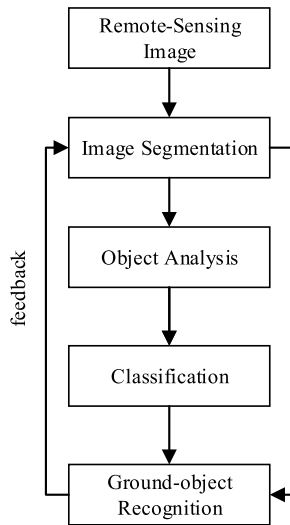 Remote-Sensing
Image
Image Segmentation
Object Analysis
feedback
Classification
Ground-object
Recognition